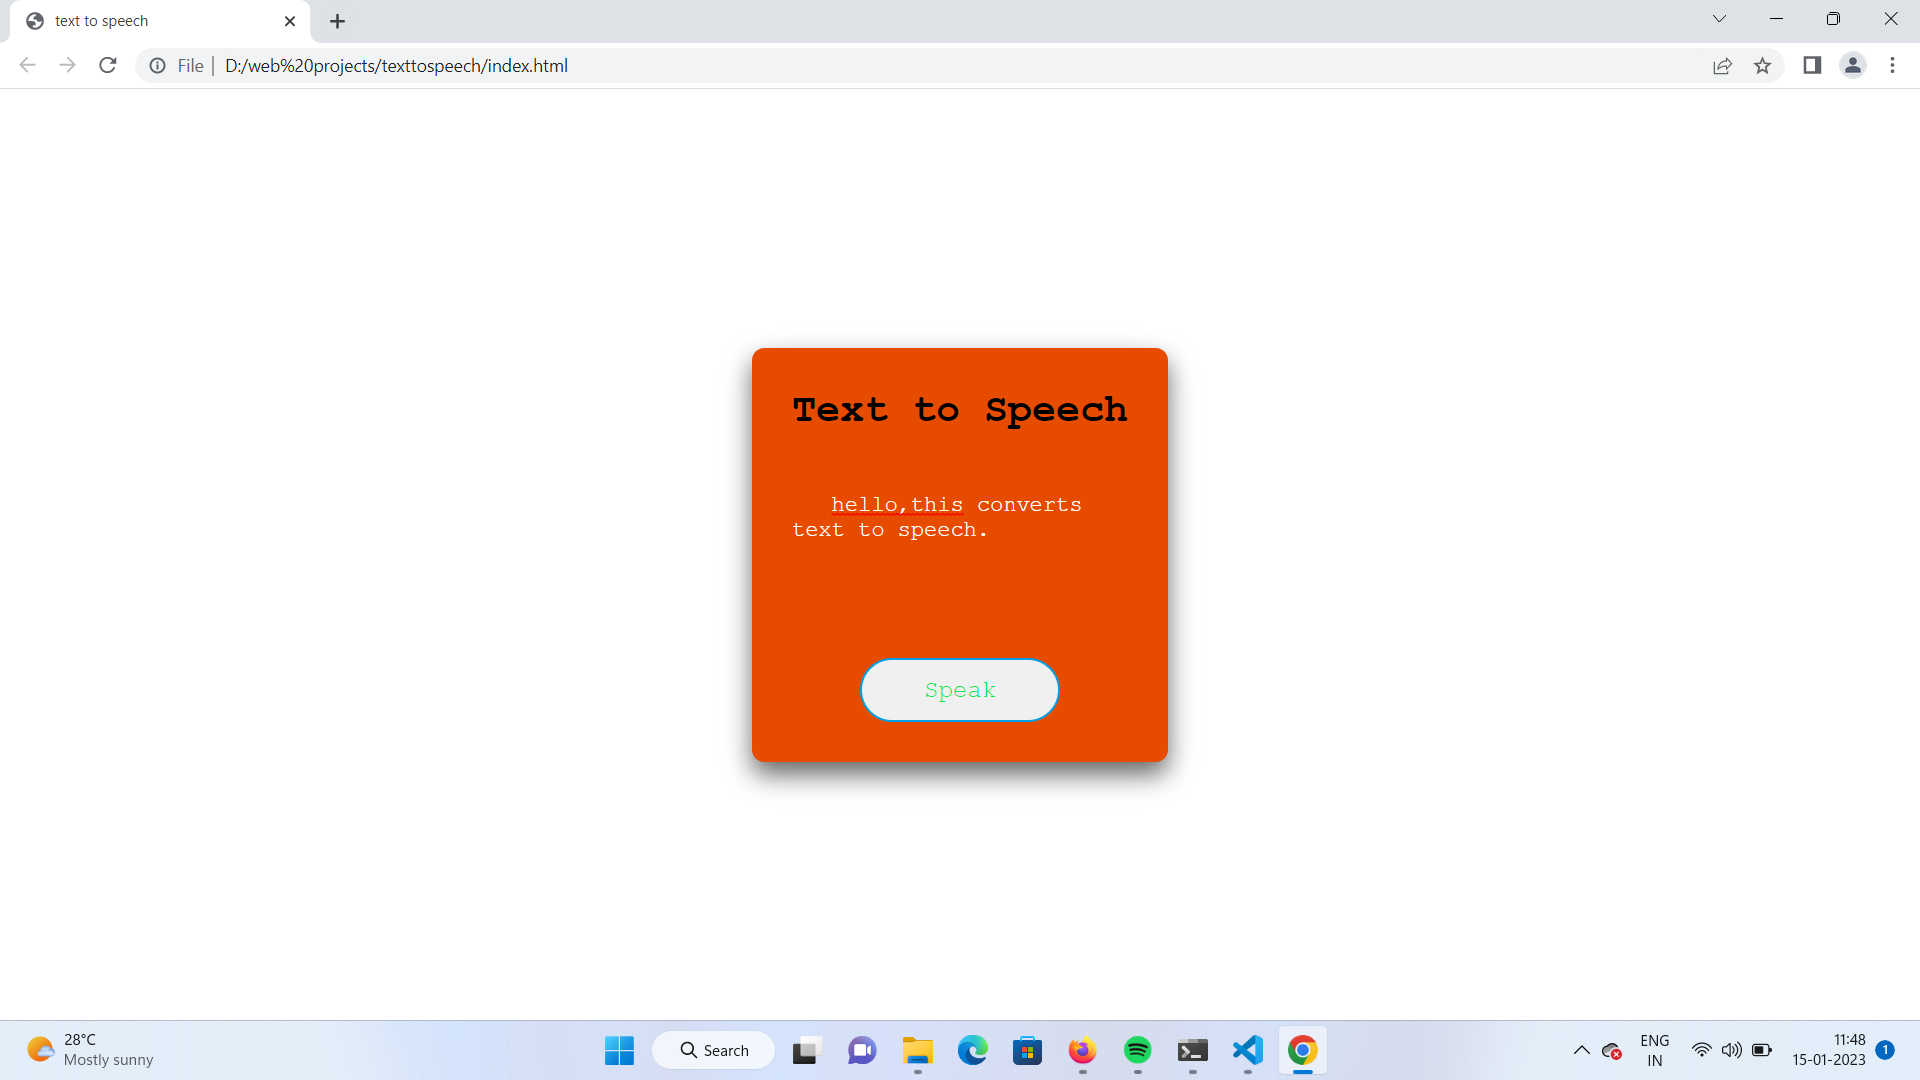 text to speech
File
D:/web%20projects/texttospeech/index.html
Text to Speech
hello,this converts
text to speech.
Speak
28°C
Mostly sunny
Search
ENG
IN
11:48
15-01-2023
1